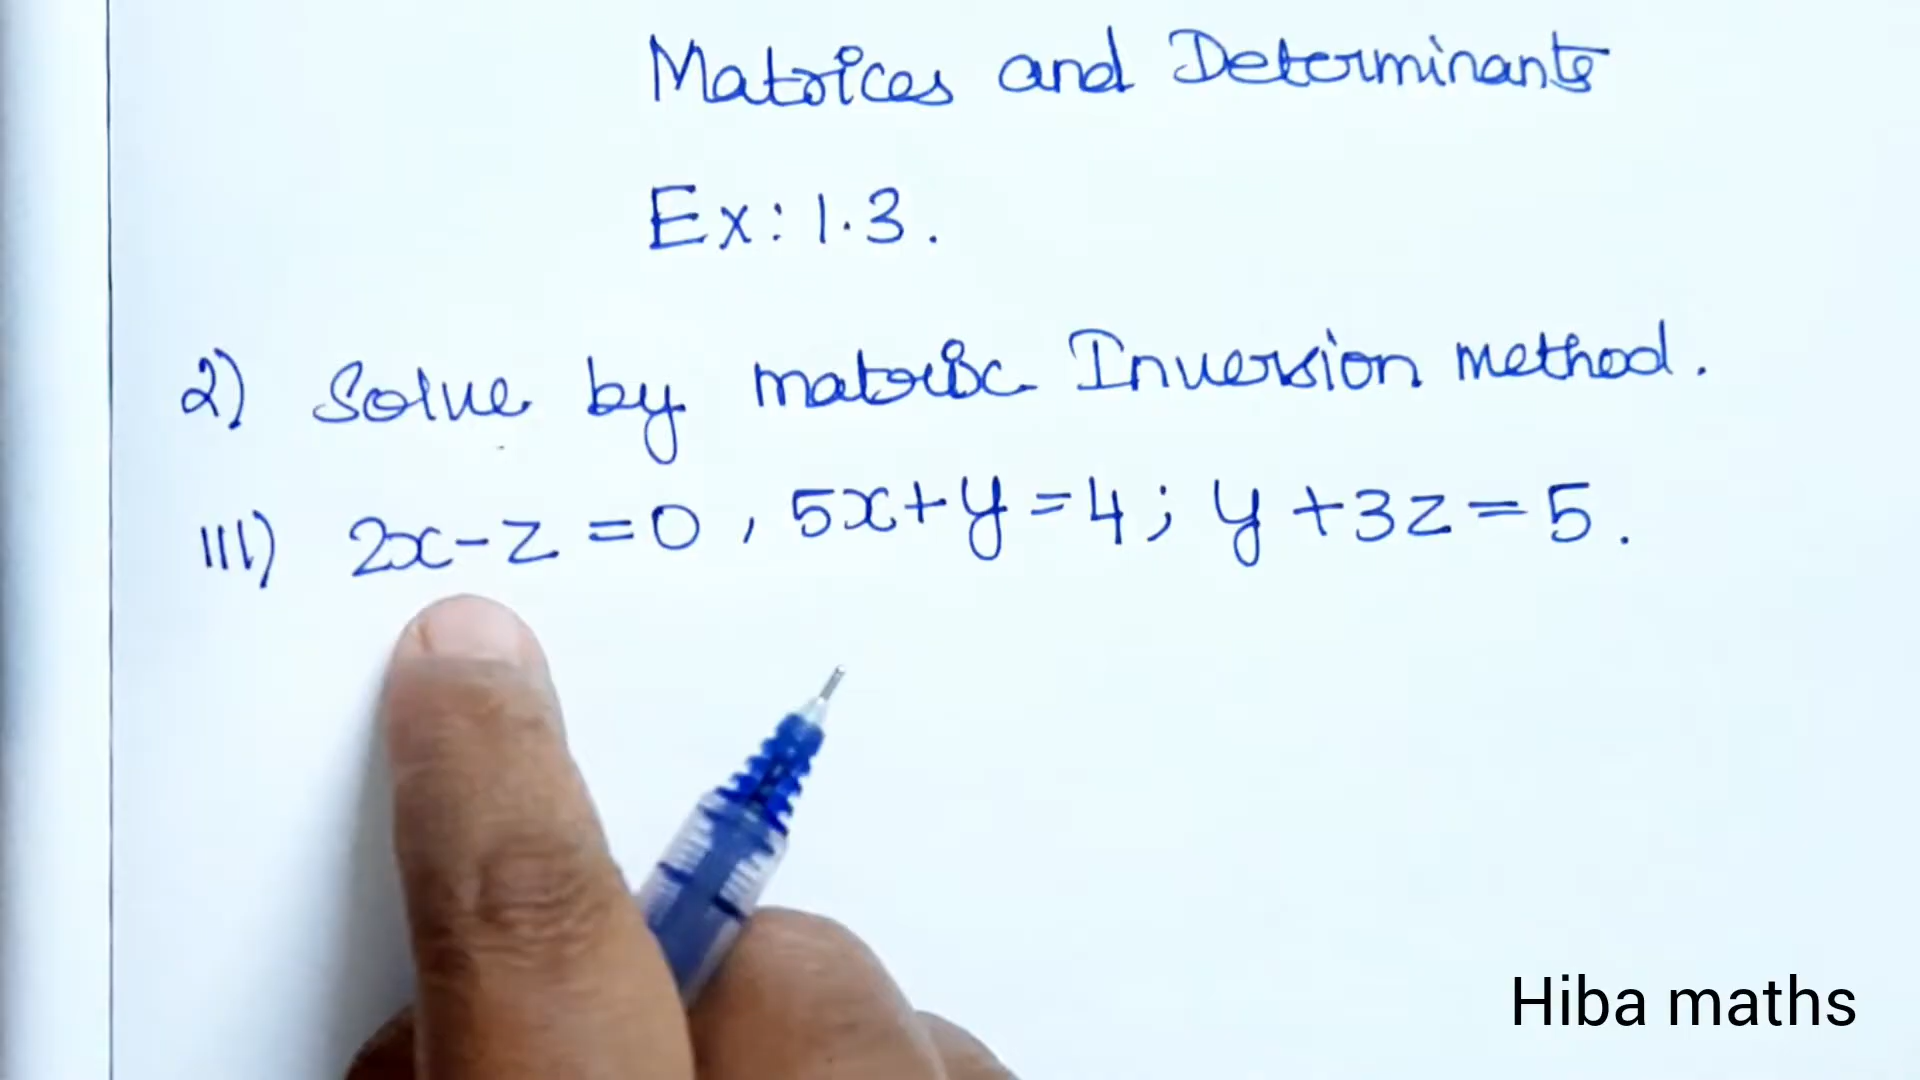 Matrices and Determinants
Ex: 1.3.
2) Solve by matrix Inversion method.
III) 2x-z=0, 5x+y=4; y+3z=5.
Hiba maths